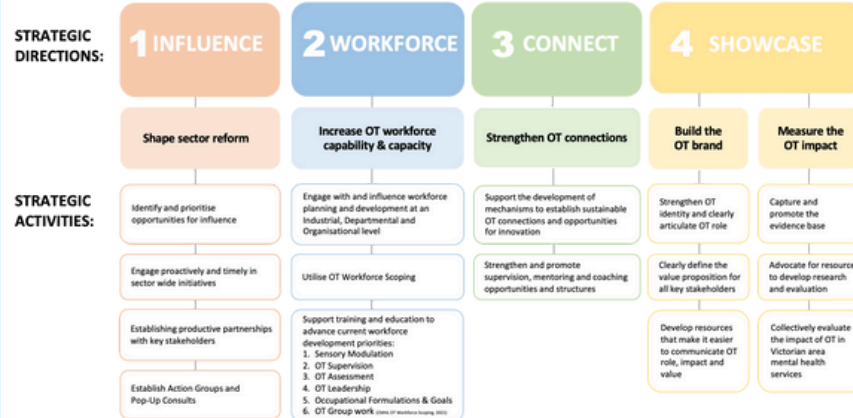 STRATEGIC
DIRECTIONS:
1 INFLUENCE
2 WORKFORCE
3 CONNECT
4 SHOWCASE
Shape sector reform
Increase OT workforce
capability & capacity
Strengthen OT connections
Build the
OT brand
Measure the
OT impact
STRATEGIC
ACTIVITIES:
Identify and prioritise
opportunities for influence
Engage proactively and timely in
sector wide initiatives
Establishing productive partnerships
with key stakeholders
Establish Action Groups and
Pop-Up Consults
Engage with and influence workforce
planning and development at an
Industrial, Departmental and
Organisational level
Utilise OT Workforce Scoping
Support training and education to
advance current workforce
development priorities:
1. Sensory Modulation
2. OT Supervision
3. OT Assessment
4. OT Leadership
5. Occupational Formulations & Goals
6. OT Group work (CMHL OT Workforce Scoping, 2021)
Support the development of
mechanisms to establish sustainable
OT connections and opportunities
for innovation
Strengthen and promote
supervision, mentoring and coaching
opportunities and structures
Strengthen OT
identity and clearly
articulate OT role
Clearly define the
value proposition for
all key stakeholders
Develop resources
that make it easier
to communicate OT
role, impact and
value
Capture and
promote the
evidence base
Advocate for resource
to develop research
and evaluation
Collectively evaluate
the impact of OT in
Victorian area
mental health
services